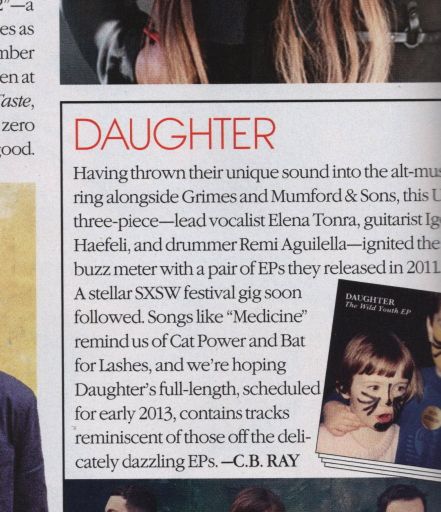 —a
es as
mber
en at
Taste,
zero
good.
DAUGHTER
Having thrown their unique sound into the alt-mus
ring alongside Grimes and Mumford & Sons, this U
three-piece—lead vocalist Elena Tonra, guitarist Ig
Haefeli, and drummer Remi Aguilella—ignited the
buzz meter with a pair of EPs they released in 2011.
A stellar SXSW festival gig soon
followed. Songs like “Medicine”
remind us of Cat Power and Bat
for Lashes, and we’re hoping
Daughter’s full-length, scheduled
for early 2013, contains tracks
reminiscent of those off the deli-
cately dazzling EPs. —C.B. RAY
DAUGHTER
The Wild Youth EP